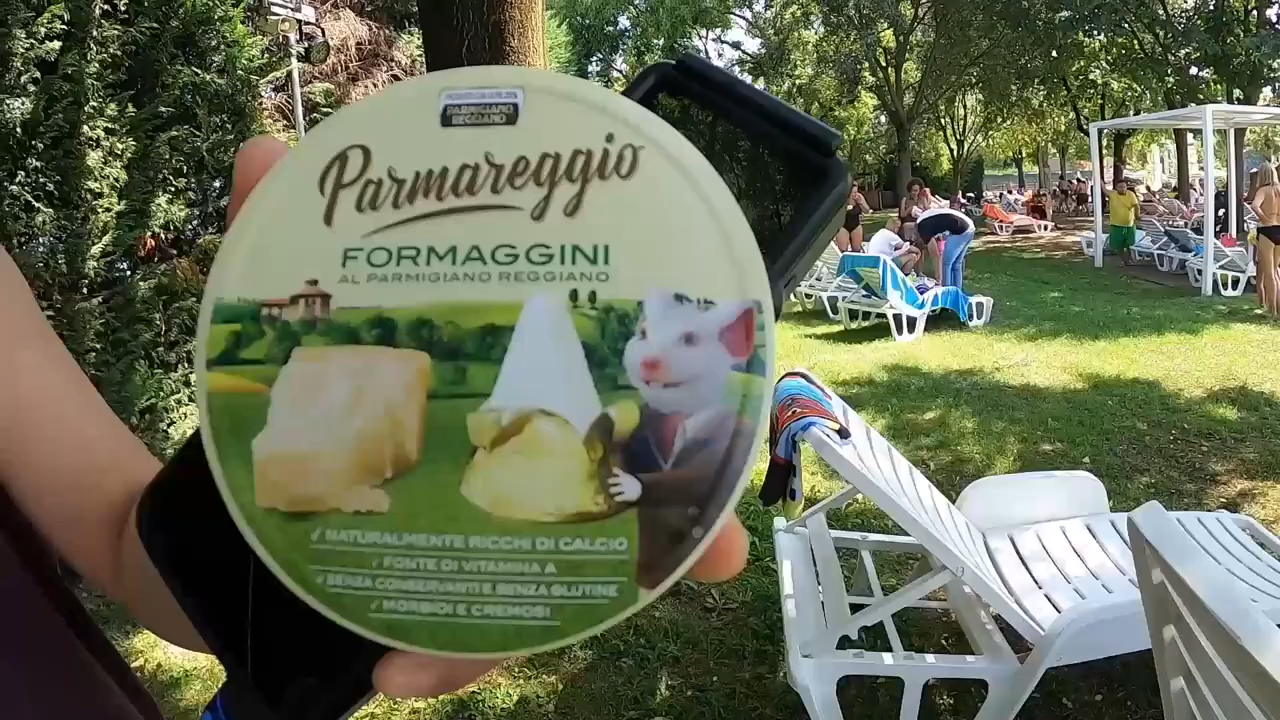 PARMIGIANO
REGGIANO
Parmareggio
FORMAGGINI
AL PARMIGIANO REGGIANO
✓ NATURALMENTE RICCHI DI CALCIO
✓ FONTE DI VITAMINA A
✓ SENZA CONSERVANTI E SENZA GLUTINE
✓ MORBIDI E CREMOSI